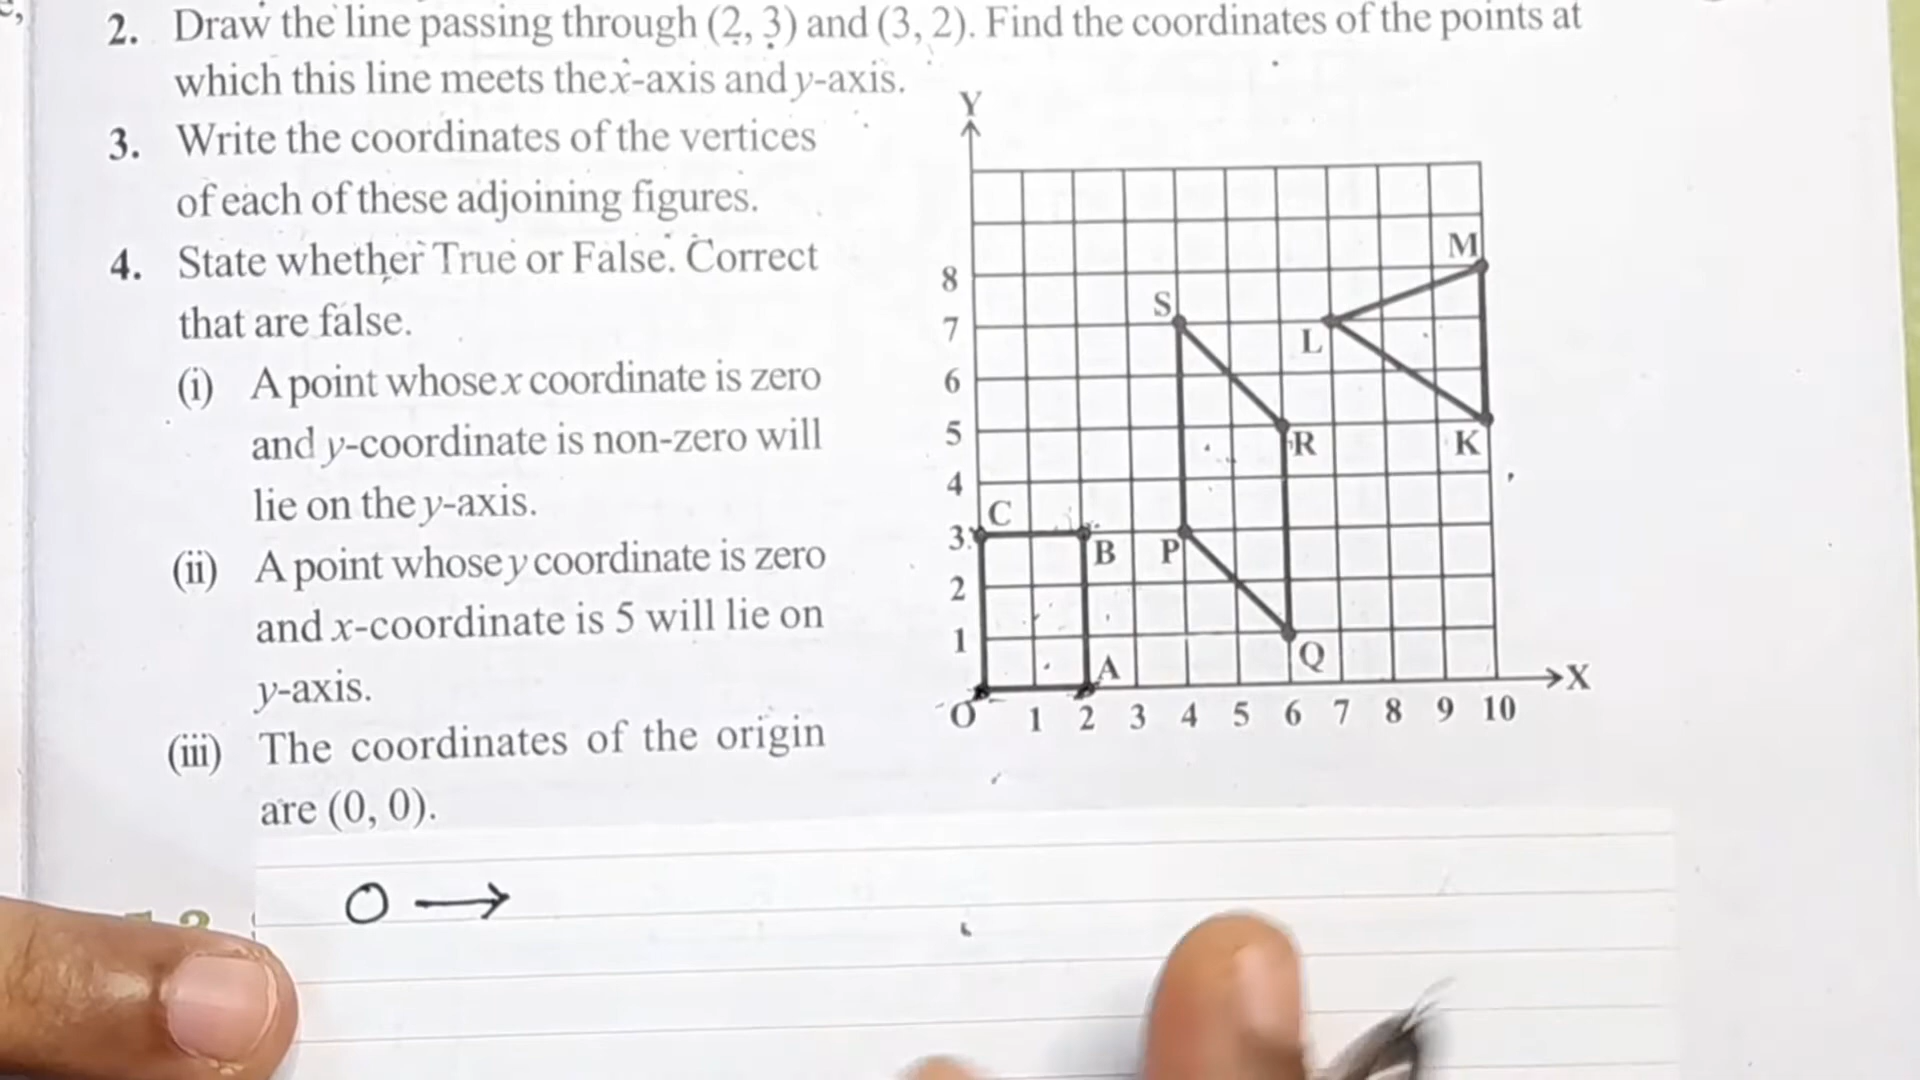 2. Draw the line passing through (2, 3) and (3, 2). Find the coordinates of the points at
which this line meets the x-axis and y-axis.
3. Write the coordinates of the vertices
of each of these adjoining figures.
4. State whether True or False. Correct
that are false.
(i) A point whose x coordinate is zero
and y-coordinate is non-zero will
lie on the y-axis.
(ii) A point whose y coordinate is zero
and x-coordinate is 5 will lie on
y-axis.
(iii) The coordinates of the origin
are (0, 0).
Y
M
8
S
7
L
6
5
R
K
4
C
3
B
P
2
1
A
Q
X
O 1 2 3 4 5 6 7 8 9 10
O →